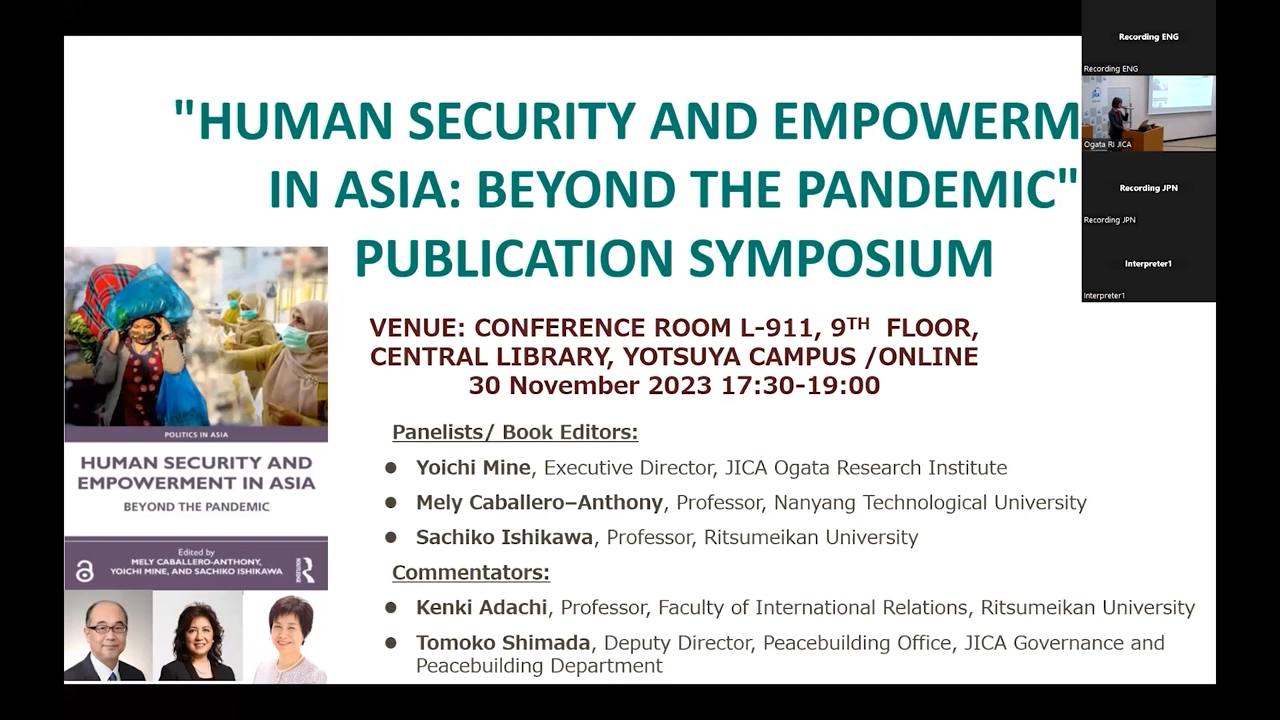 "HUMAN SECURITY AND EMPOWERM
IN ASIA: BEYOND THE PANDEMIC"
PUBLICATION SYMPOSIUM
VENUE: CONFERENCE ROOM L-911, 9TH FLOOR,
CENTRAL LIBRARY, YOTSUYA CAMPUS /ONLINE
30 November 2023 17:30-19:00
Panelists/ Book Editors:
● Yoichi Mine, Executive Director, JICA Ogata Research Institute
● Mely Caballero–Anthony, Professor, Nanyang Technological University
● Sachiko Ishikawa, Professor, Ritsumeikan University
Commentators:
● Kenki Adachi, Professor, Faculty of International Relations, Ritsumeikan University
● Tomoko Shimada, Deputy Director, Peacebuilding Office, JICA Governance and
Peacebuilding Department
POLITICS IN ASIA
HUMAN SECURITY AND
EMPOWERMENT IN ASIA
BEYOND THE PANDEMIC
Edited by
MELY CABALLERO-ANTHONY,
YOICHI MINE, AND SACHIKO ISHIKAWA
ROUTLEDGE
Recording ENG
Recording ENG
Ogata RI JICA
Recording JPN
Recording JPN
Interpreter1
Interpreter1